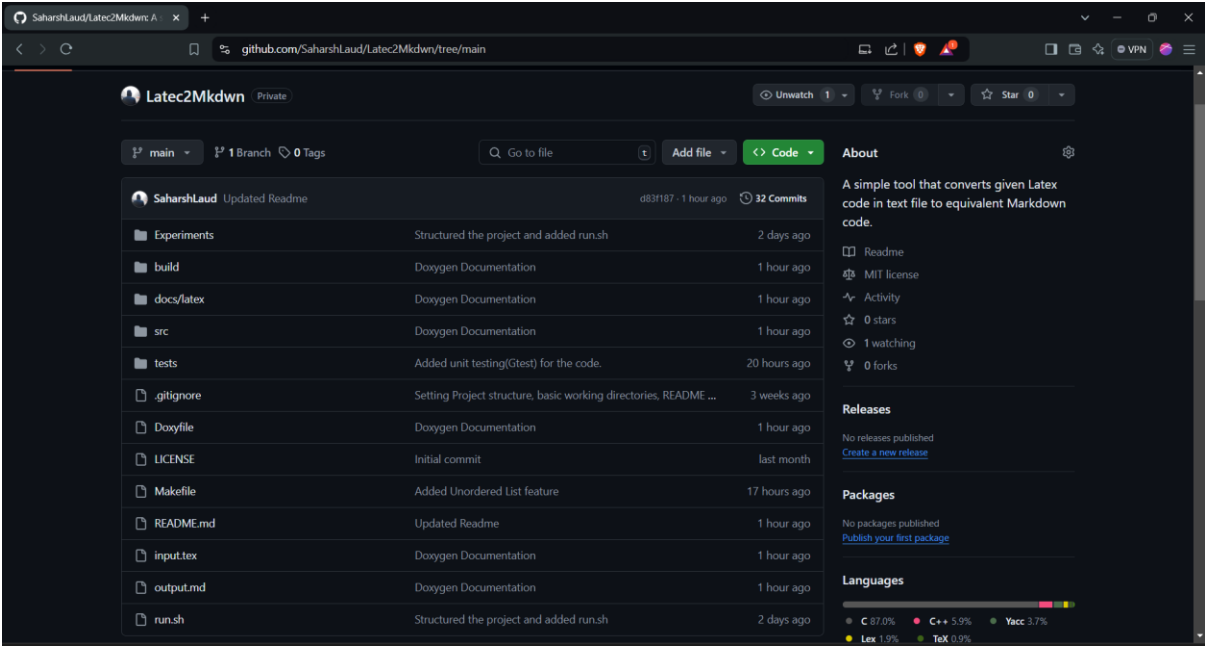 SaharshLaud/Latec2Mkdwn: A s
github.com/SaharshLaud/Latec2Mkdwn/tree/main
VPN
Latec2Mkdwn Private
Unwatch 1
Fork 0
Star 0
main
1 Branch
0 Tags
Go to file t
Add file
Code
SaharshLaud Updated Readme d83f187 · 1 hour ago 32 Commits
Experiments Structured the project and added run.sh 2 days ago
build Doxygen Documentation 1 hour ago
docs/latex Doxygen Documentation 1 hour ago
src Doxygen Documentation 1 hour ago
tests Added unit testing(Gtest) for the code. 20 hours ago
.gitignore Setting Project structure, basic working directories, README ... 3 weeks ago
Doxyfile Doxygen Documentation 1 hour ago
LICENSE Initial commit last month
Makefile Added Unordered List feature 17 hours ago
README.md Updated Readme 1 hour ago
input.tex Doxygen Documentation 1 hour ago
output.md Doxygen Documentation 1 hour ago
run.sh Structured the project and added run.sh 2 days ago
About
A simple tool that converts given Latex
code in text file to equivalent Markdown
code.
Readme
MIT license
Activity
0 stars
1 watching
0 forks
Releases
No releases published
Create a new release
Packages
No packages published
Publish your first package
Languages
C 87.0% C++ 5.9% Yacc 3.7%
Lex 1.9% TeX 0.9%